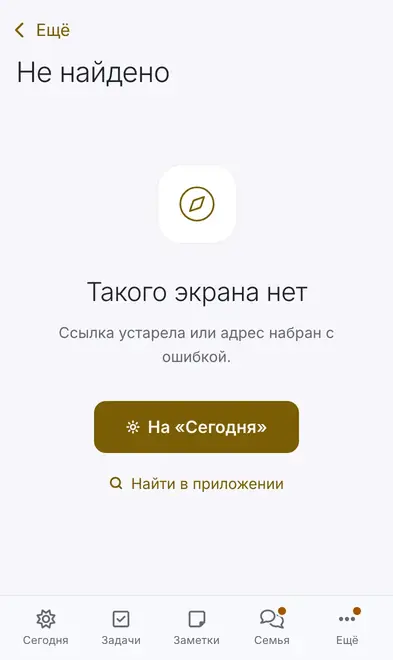 Ещё
Не найдено
Такого экрана нет
Ссылка устарела или адрес набран с
ошибкой.
На «Сегодня»
Найти в приложении
Сегодня
Задачи
Заметки
Семья
Ещё